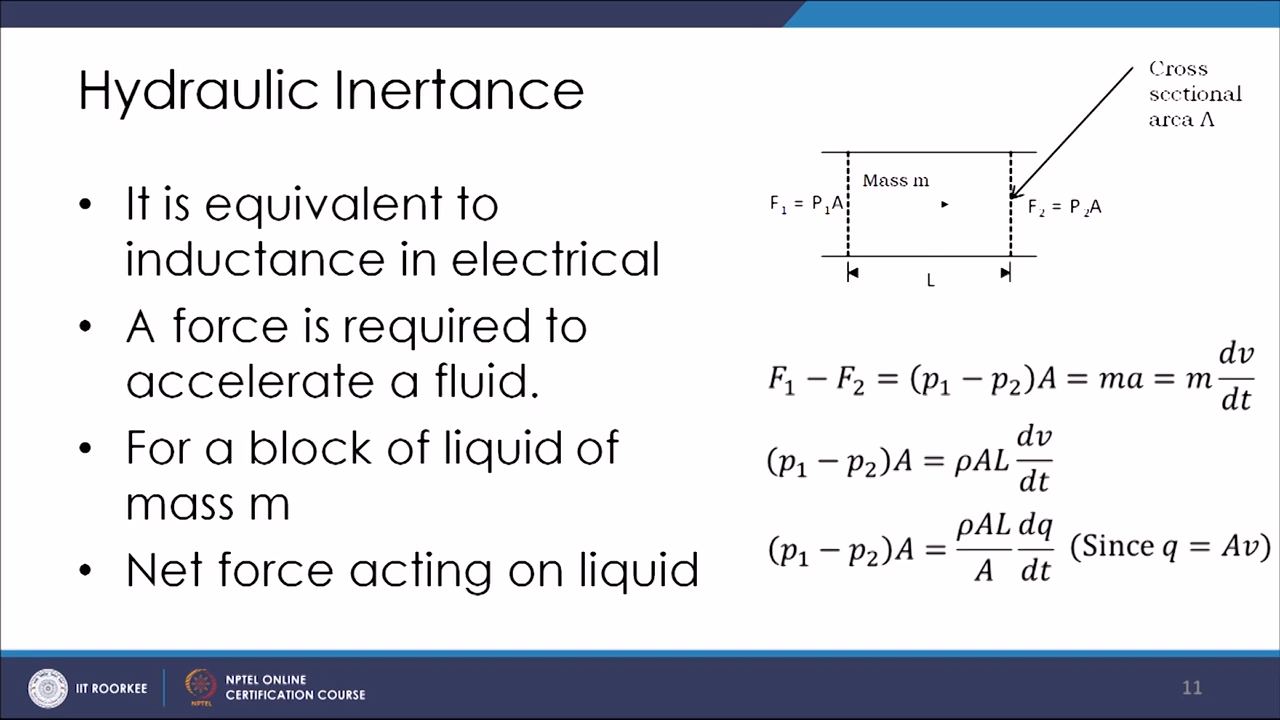 Hydraulic Inertance
• It is equivalent to
inductance in electrical
• A force is required to
accelerate a fluid.
• For a block of liquid of
mass m
• Net force acting on liquid
Cross
sectional
area A
Mass m
F₁ = P₁A
F₂ = P₂A
L
F₁ − F₂ = (p₁ − p₂)A = ma = m dv/dt
(p₁ − p₂)A = ρAL dv/dt
(p₁ − p₂)A = ρAL/A dq/dt (Since q = Av)
IIT ROORKEE
NPTEL
NPTEL ONLINE
CERTIFICATION COURSE
11